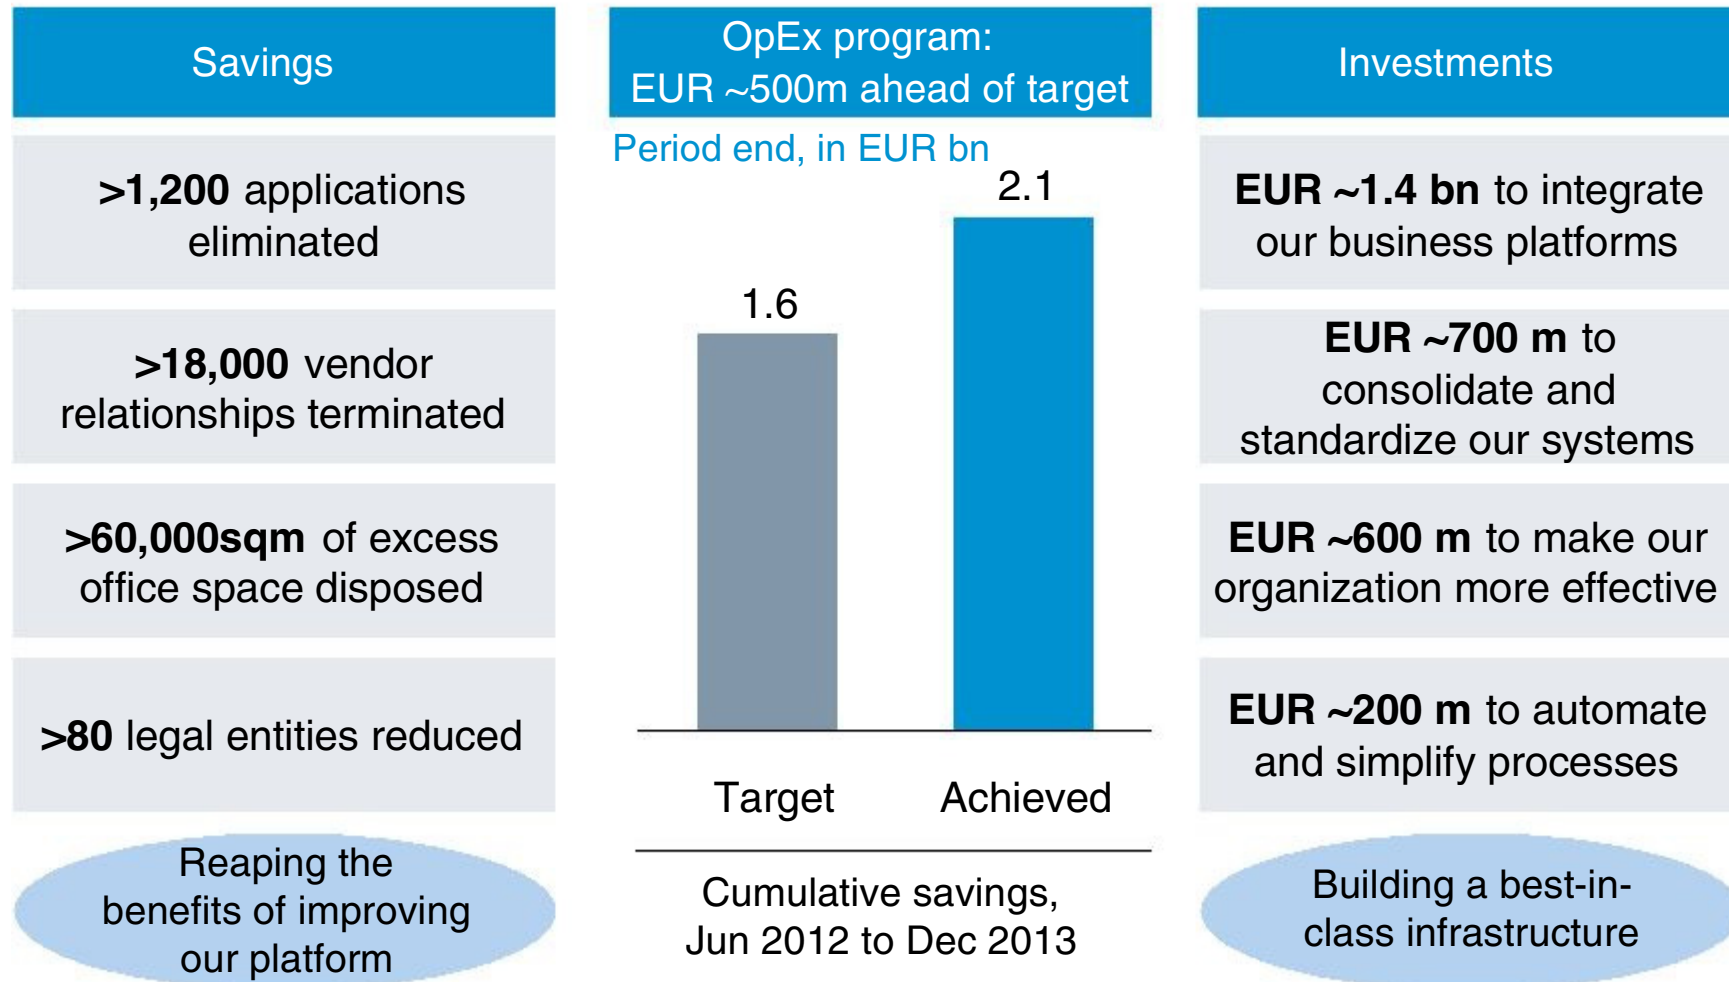 Savings
>1,200 applications
eliminated
>18,000 vendor
relationships terminated
>60,000sqm of excess
office space disposed
>80 legal entities reduced
Reaping the
benefits of improving
our platform
OpEx program:
EUR ~500m ahead of target
Period end, in EUR bn
2.1
1.6
Target
Achieved
Cumulative savings,
Jun 2012 to Dec 2013
Investments
EUR ~1.4 bn to integrate
our business platforms
EUR ~700 m to
consolidate and
standardize our systems
EUR ~600 m to make our
organization more effective
EUR ~200 m to automate
and simplify processes
Building a best-in-
class infrastructure